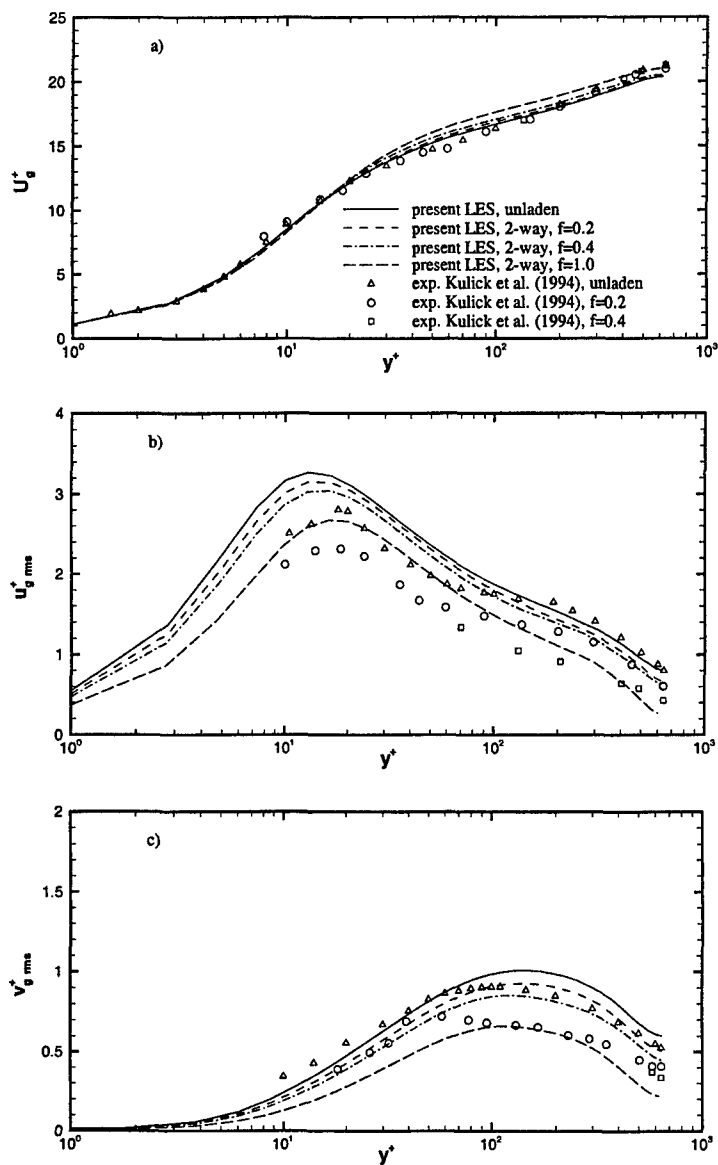 a)
25
20
15
10
5
0
U_g^+
present LES, unladen
present LES, 2-way, f=0.2
present LES, 2-way, f=0.4
present LES, 2-way, f=1.0
exp. Kulick et al. (1994), unladen
exp. Kulick et al. (1994), f=0.2
exp. Kulick et al. (1994), f=0.4
10^0
10^1
10^2
10^3
y^+
b)
4
3
2
1
0
u_g^+ rms
10^0
10^1
10^2
10^3
y^+
c)
2
1.5
1
0.5
0
v_g^+ rms
10^0
10^1
10^2
10^3
y^+